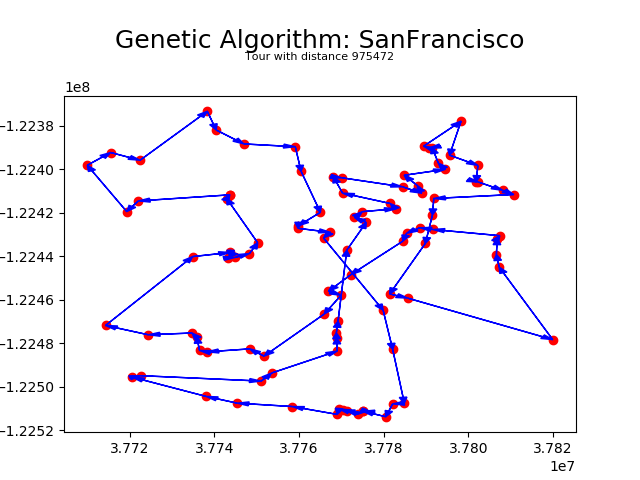 Genetic Algorithm: SanFrancisco
Tour with distance 975472
1e8
−1.2238
−1.2240
−1.2242
−1.2244
−1.2246
−1.2248
−1.2250
−1.2252
3.772 3.774 3.776 3.778 3.780 3.782
1e7